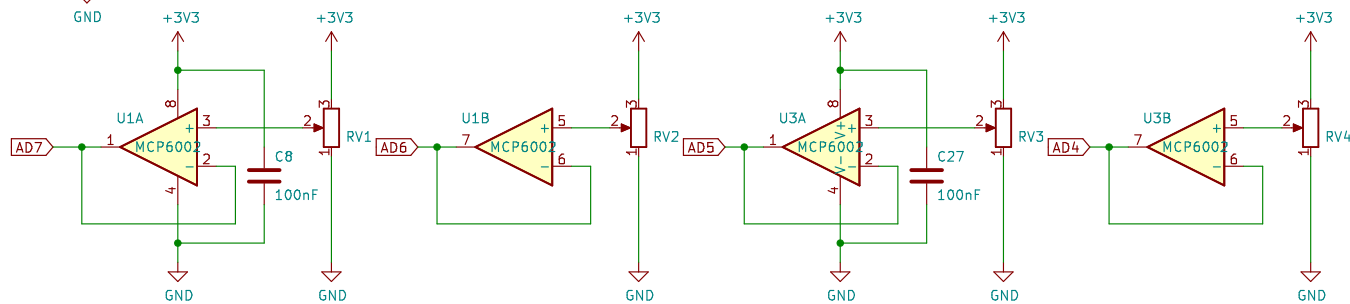 GND
+3V3
+3V3
+3V3
+3V3
+3V3
+3V3
8
3
3
8
3
3
U1A
U1B
U3A
U3B
+
3
2
RV1
+
5
2
RV2
V+
+
3
2
RV3
+
5
2
RV4
AD7
1
MCP6002
AD6
7
MCP6002
AD5
1
MCP6002
AD4
7
MCP6002
−
2
1
−
6
1
V-
−
2
1
−
6
1
C8
100nF
C27
100nF
4
4
GND
GND
GND
GND
GND
GND